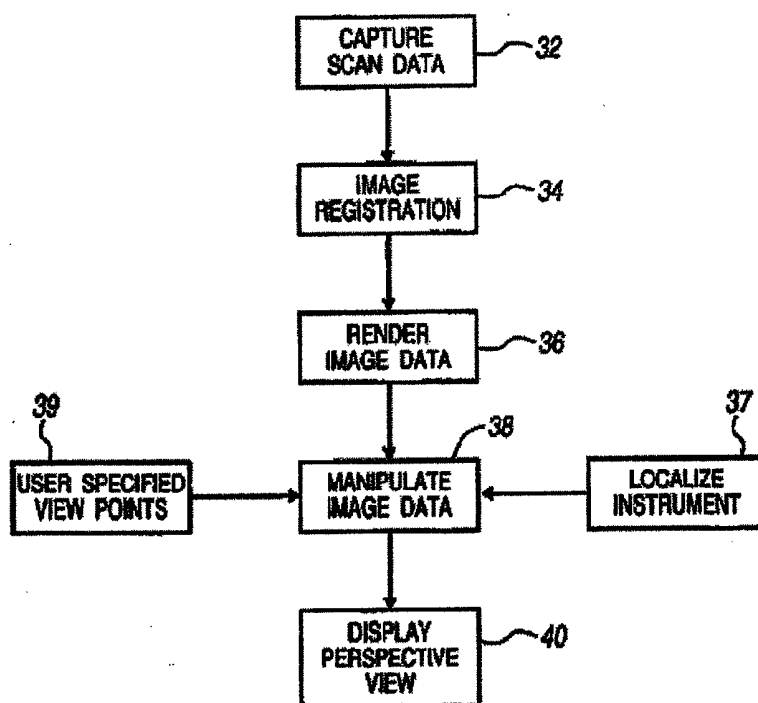 CAPTURE
SCAN DATA
32
IMAGE
REGISTRATION
34
RENDER
IMAGE DATA
36
39
USER SPECIFIED
VIEW POINTS
38
MANIPULATE
IMAGE DATA
37
LOCALIZE
INSTRUMENT
DISPLAY
PERSPECTIVE
VIEW
40